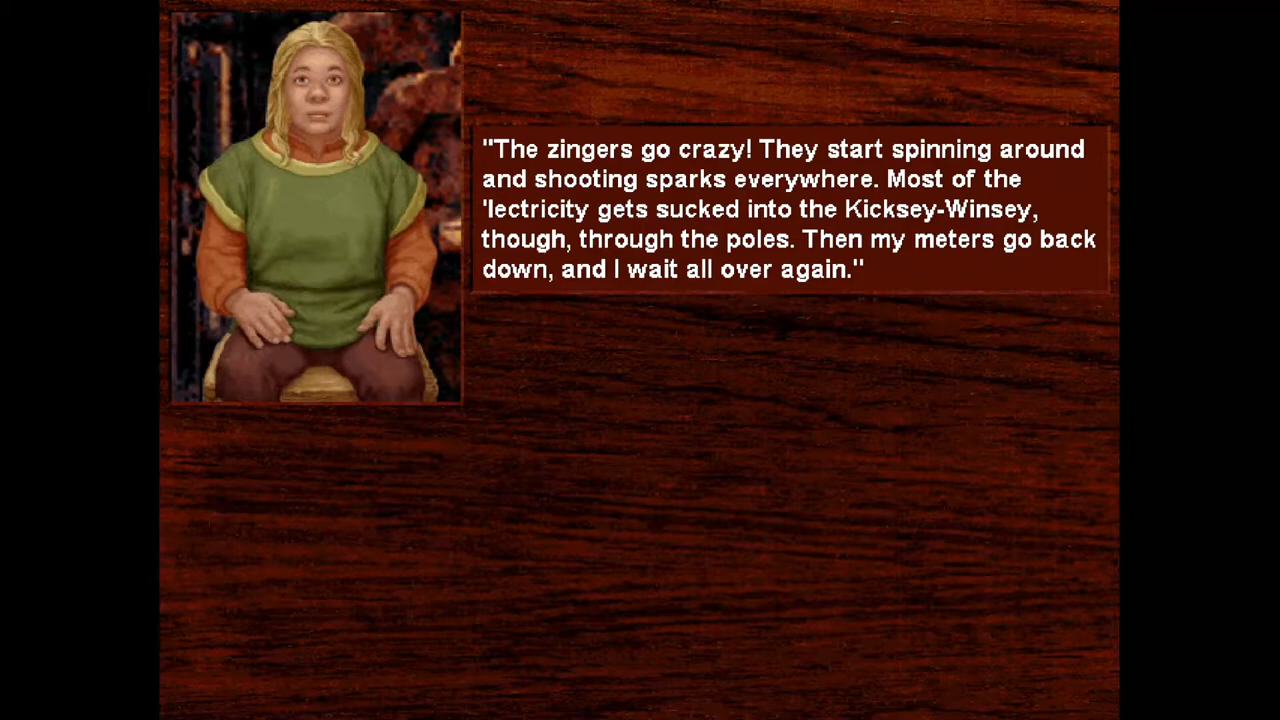 "The zingers go crazy! They start spinning around
and shooting sparks everywhere. Most of the
'lectricity gets sucked into the Kicksey-Winsey,
though, through the poles. Then my meters go back
down, and I wait all over again."